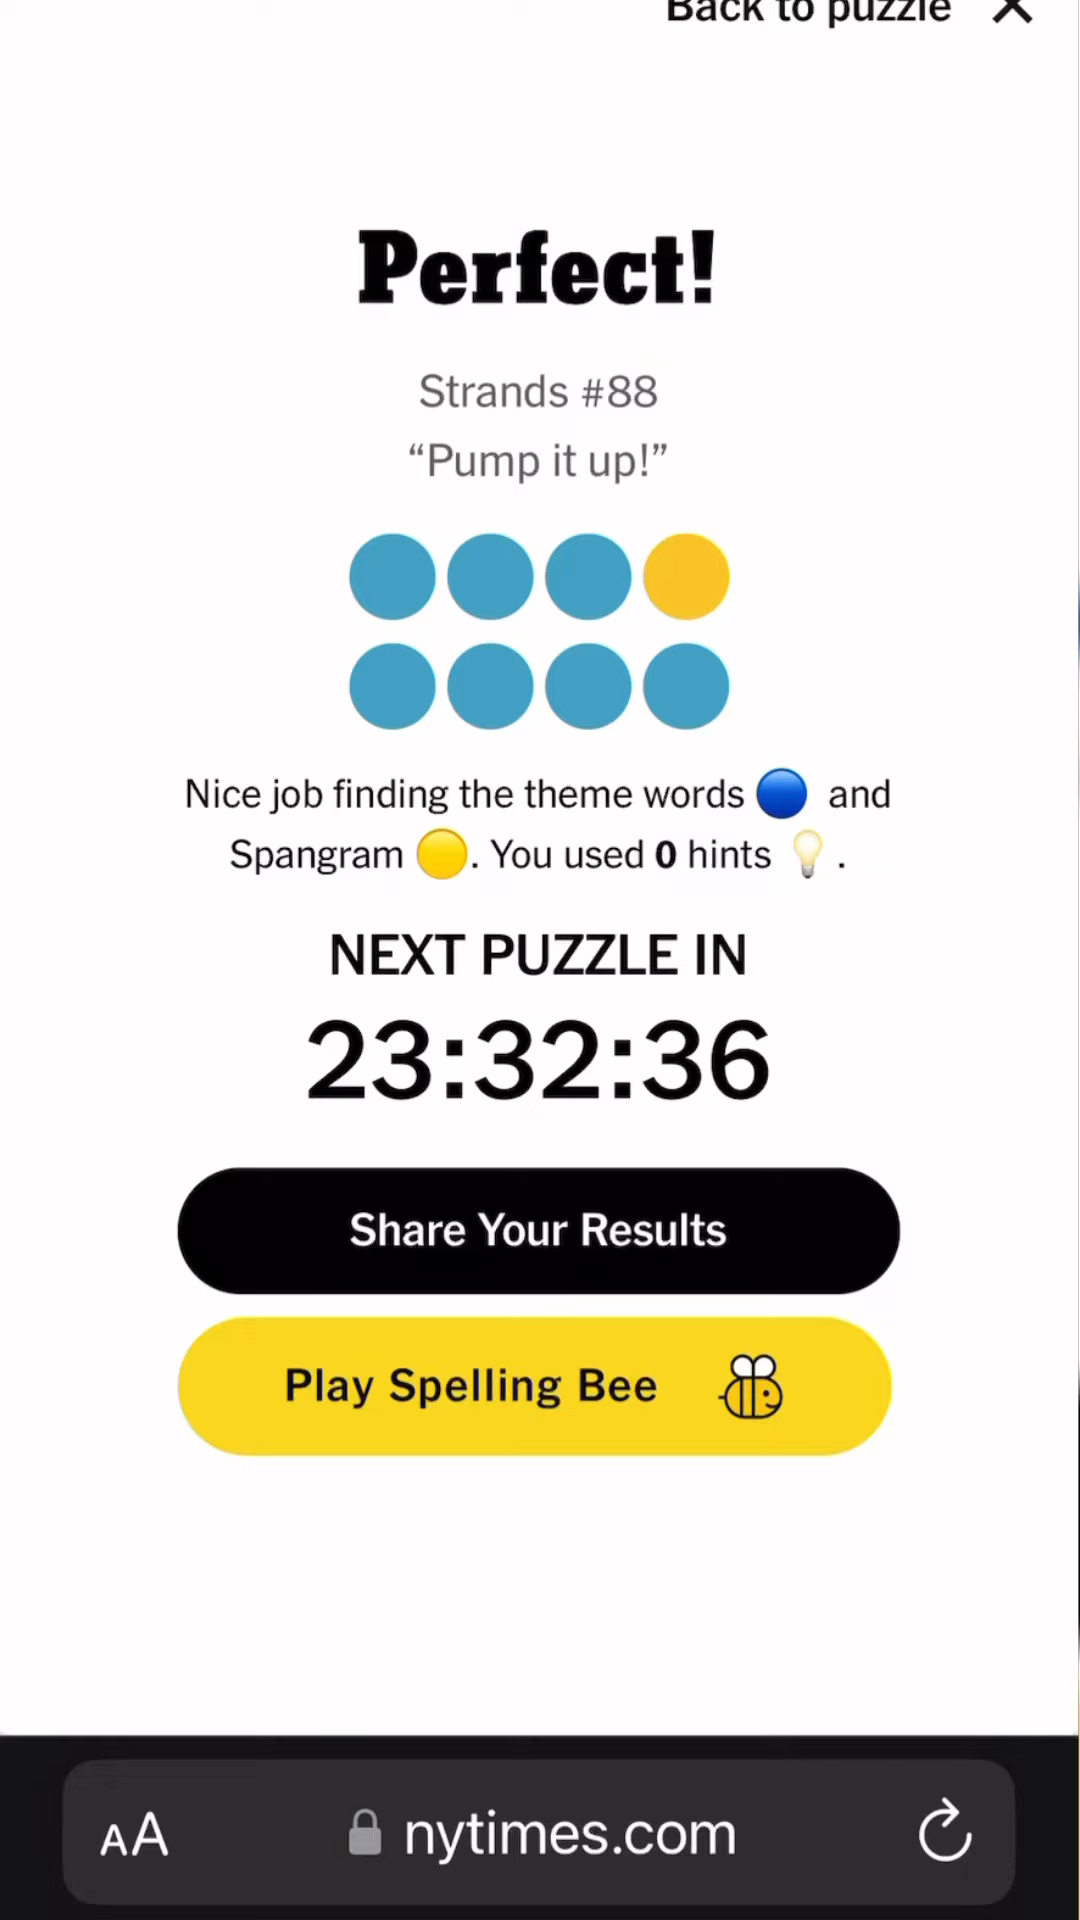 Back to puzzle
Perfect!
Strands #88
“Pump it up!”
Nice job finding the theme words and
Spangram . You used 0 hints .
NEXT PUZZLE IN
23:32:36
Share Your Results
Play Spelling Bee
AA nytimes.com